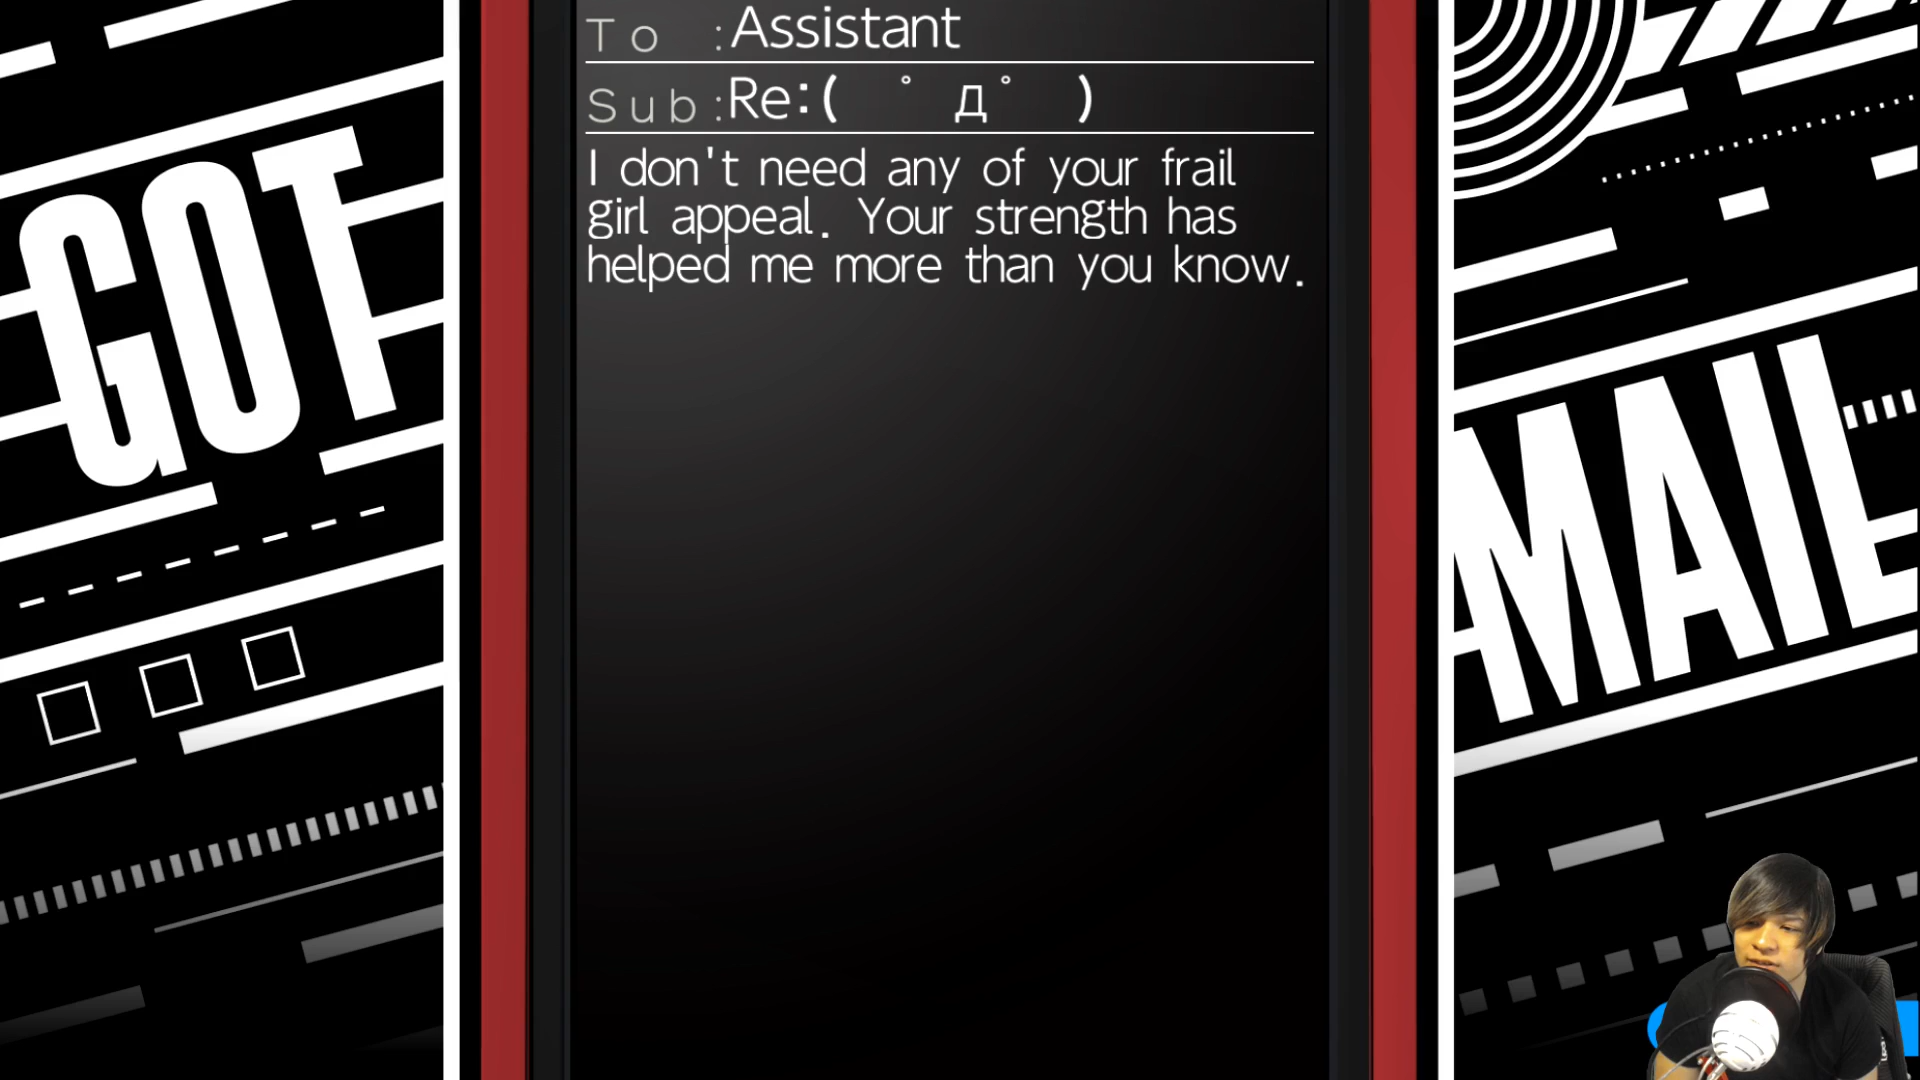 To :Assistant
Sub:Re:( ゜д゜ )
I don't need any of your frail
girl appeal. Your strength has
helped me more than you know.
GOT
MAIL